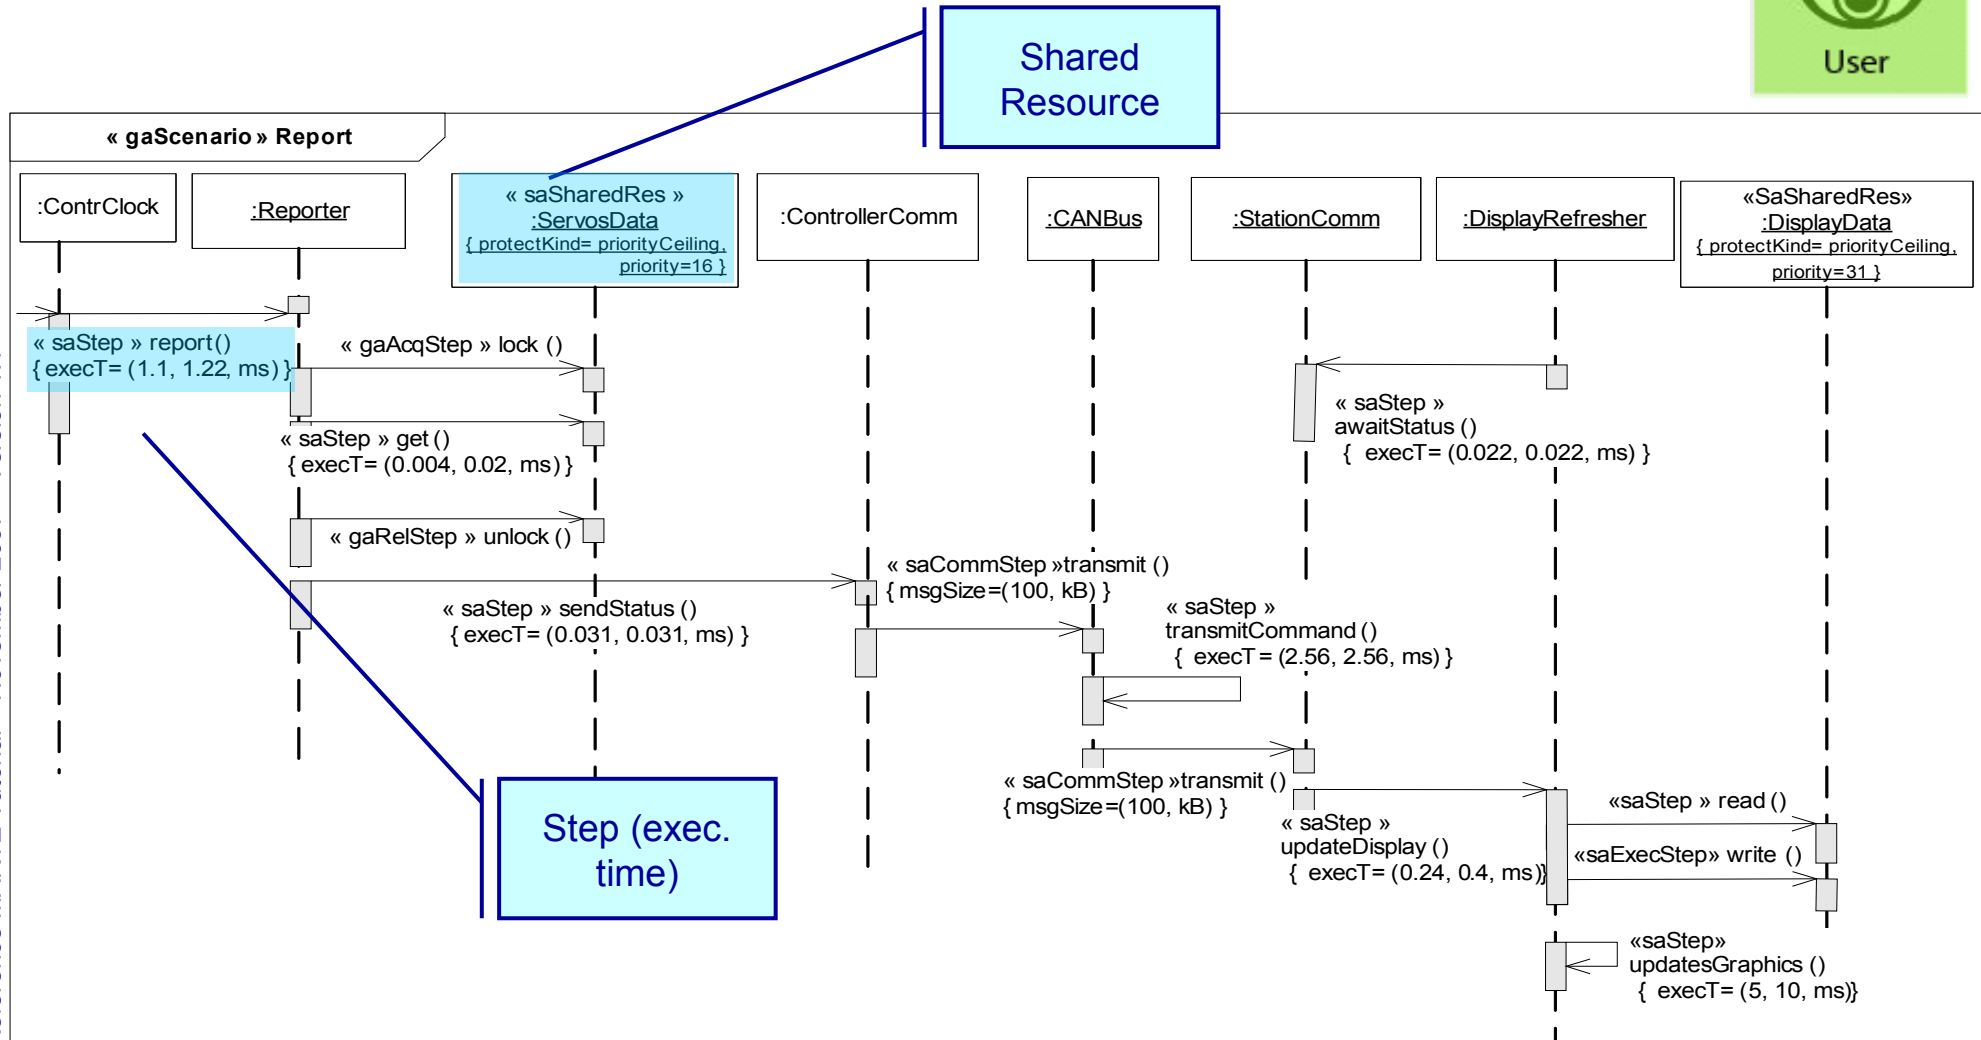 Shared
Resource
User
« gaScenario » Report
:ContrClock
:Reporter
« saSharedRes »
:ServosData
{ protectKind= priorityCeiling,
priority=16 }
:ControllerComm
:CANBus
:StationComm
:DisplayRefresher
«SaSharedRes»
:DisplayData
{ protectKind= priorityCeiling,
priority=31 }
« saStep » report()
{ execT= (1.1, 1.22, ms) }
« gaAcqStep » lock ()
« saStep » get()
{ execT= (0.004, 0.02, ms) }
« gaRelStep » unlock ()
« saStep » sendStatus ()
{ execT= (0.031, 0.031, ms) }
« saStep »
awaitStatus ()
{ execT= (0.022, 0.022, ms) }
« saCommStep »transmit ()
{ msgSize=(100, kB) }
« saStep »
transmitCommand ()
{ execT= (2.56, 2.56, ms) }
« saCommStep »transmit ()
{ msgSize=(100, kB) }
« saStep »
updateDisplay ()
{ execT= (0.24, 0.4, ms)}
«saStep » read ()
«saExecStep» write ()
«saStep»
updatesGraphics ()
{ execT= (5, 10, ms)}
Step (exec.
time)